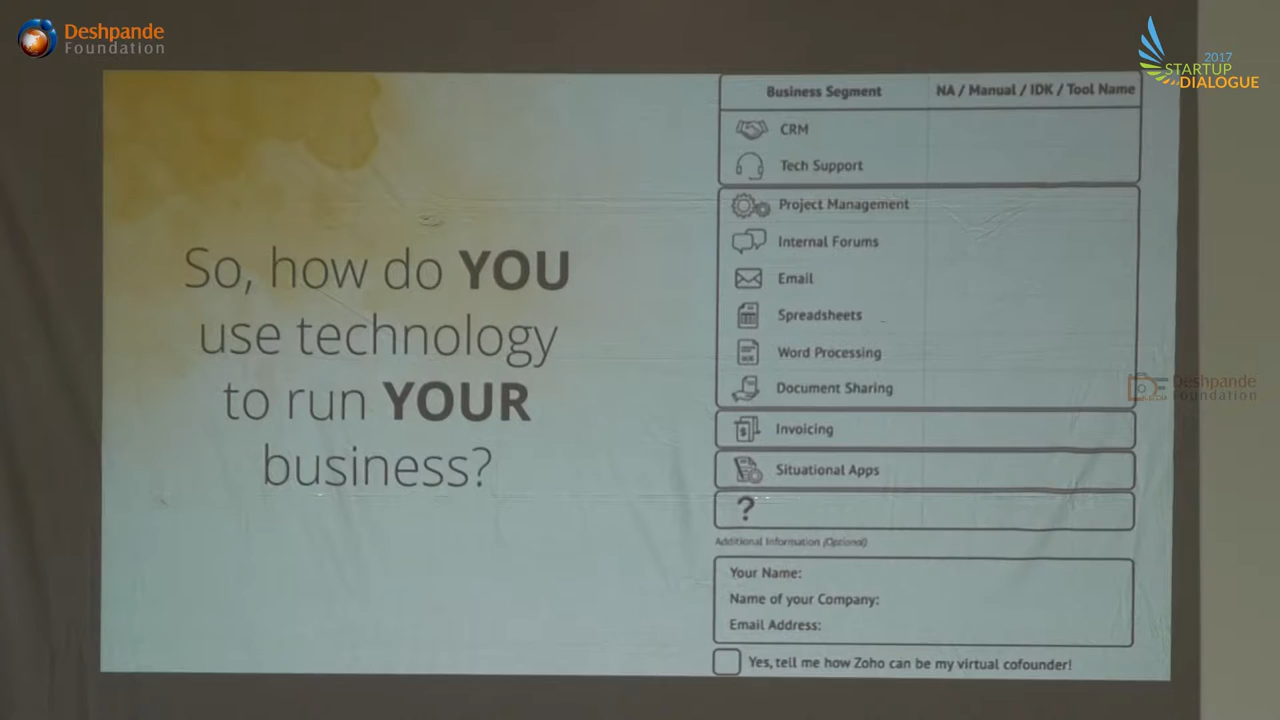 Deshpande
Foundation
2017
STARTUP
DIALOGUE
So, how do YOU
use technology
to run YOUR
business?
Business Segment NA / Manual / IDK / Tool Name
CRM
Tech Support
Project Management
Internal Forums
Email
Spreadsheets
Word Processing
Document Sharing
Invoicing
Situational Apps
?
Additional Information (Optional)
Your Name:
Name of your Company:
Email Address:
Yes, tell me how Zoho can be my virtual cofounder!
Deshpande
Foundation